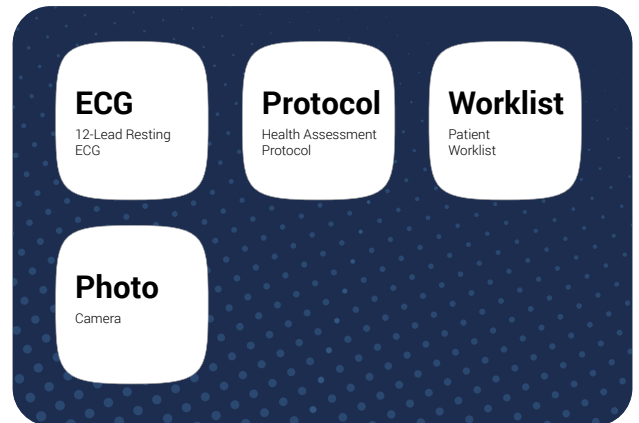 ECG
12-Lead Resting
ECG
Protocol
Health Assessment
Protocol
Worklist
Patient
Worklist
Photo
Camera